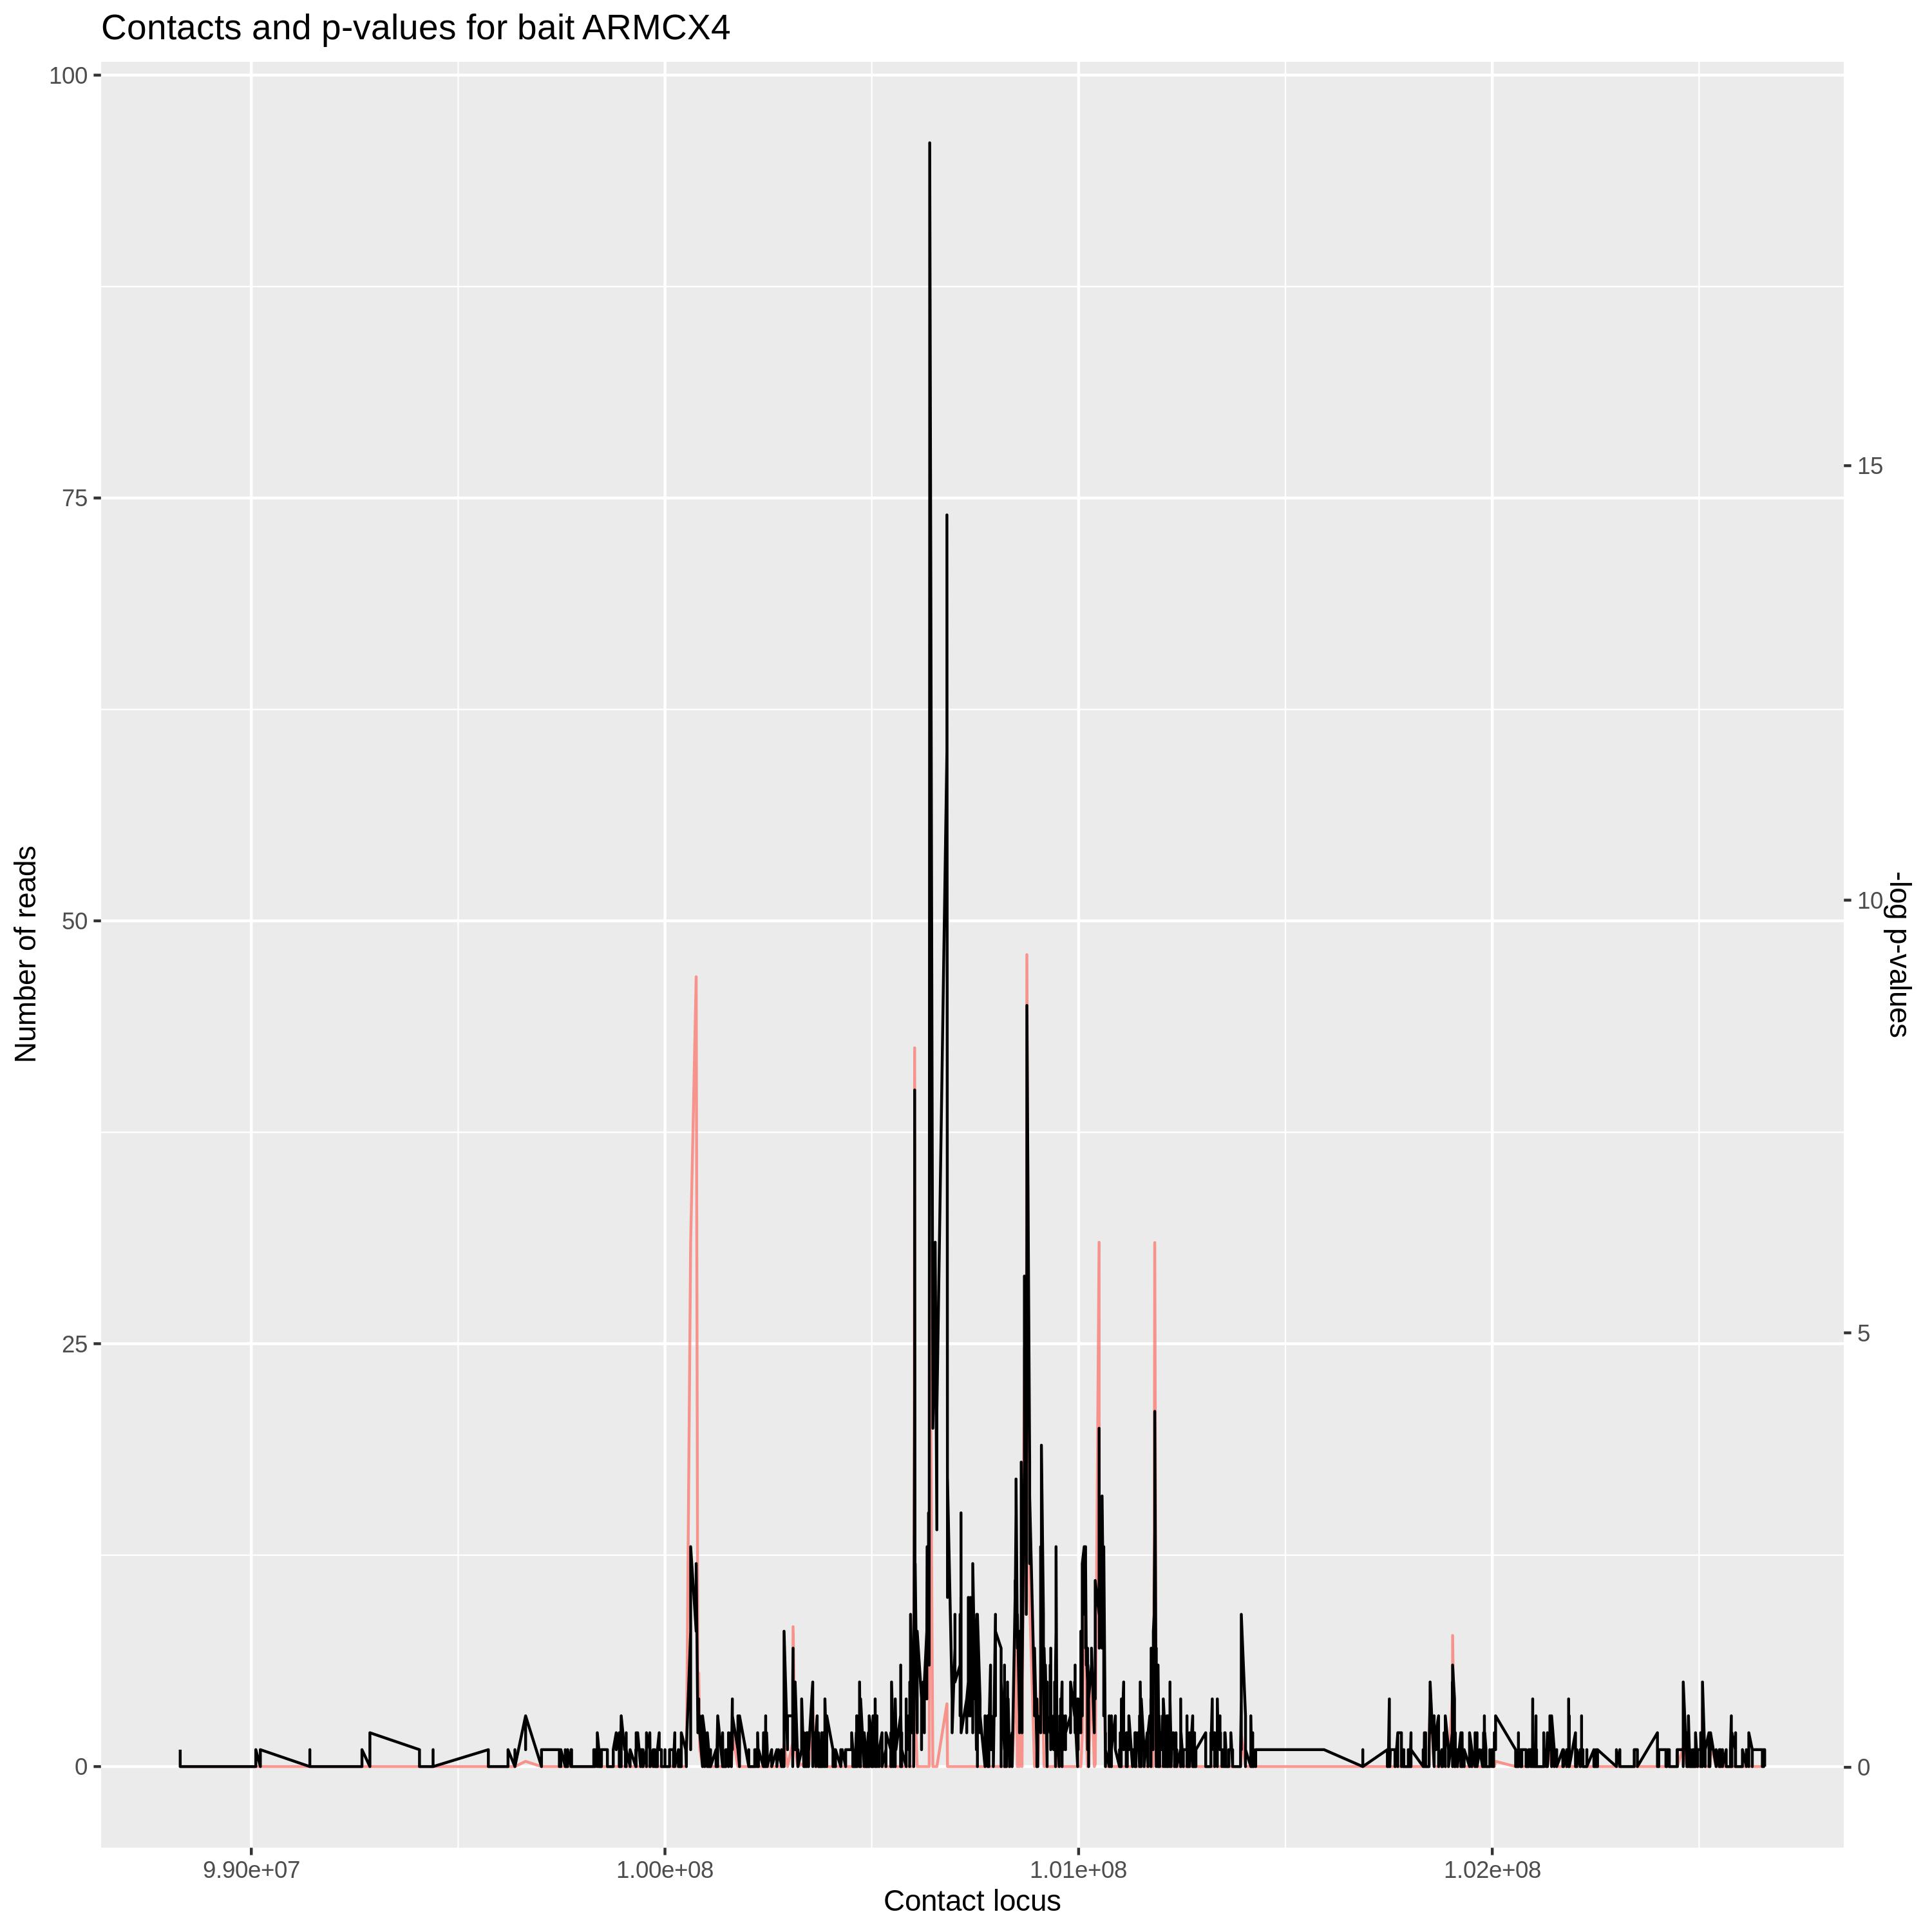 Contacts and p-values for bait ARMCX4
100
75
50
25
0
Number of reads
15
10
5
0
-log p-values
9.90e+07
1.00e+08
1.01e+08
1.02e+08
Contact locus